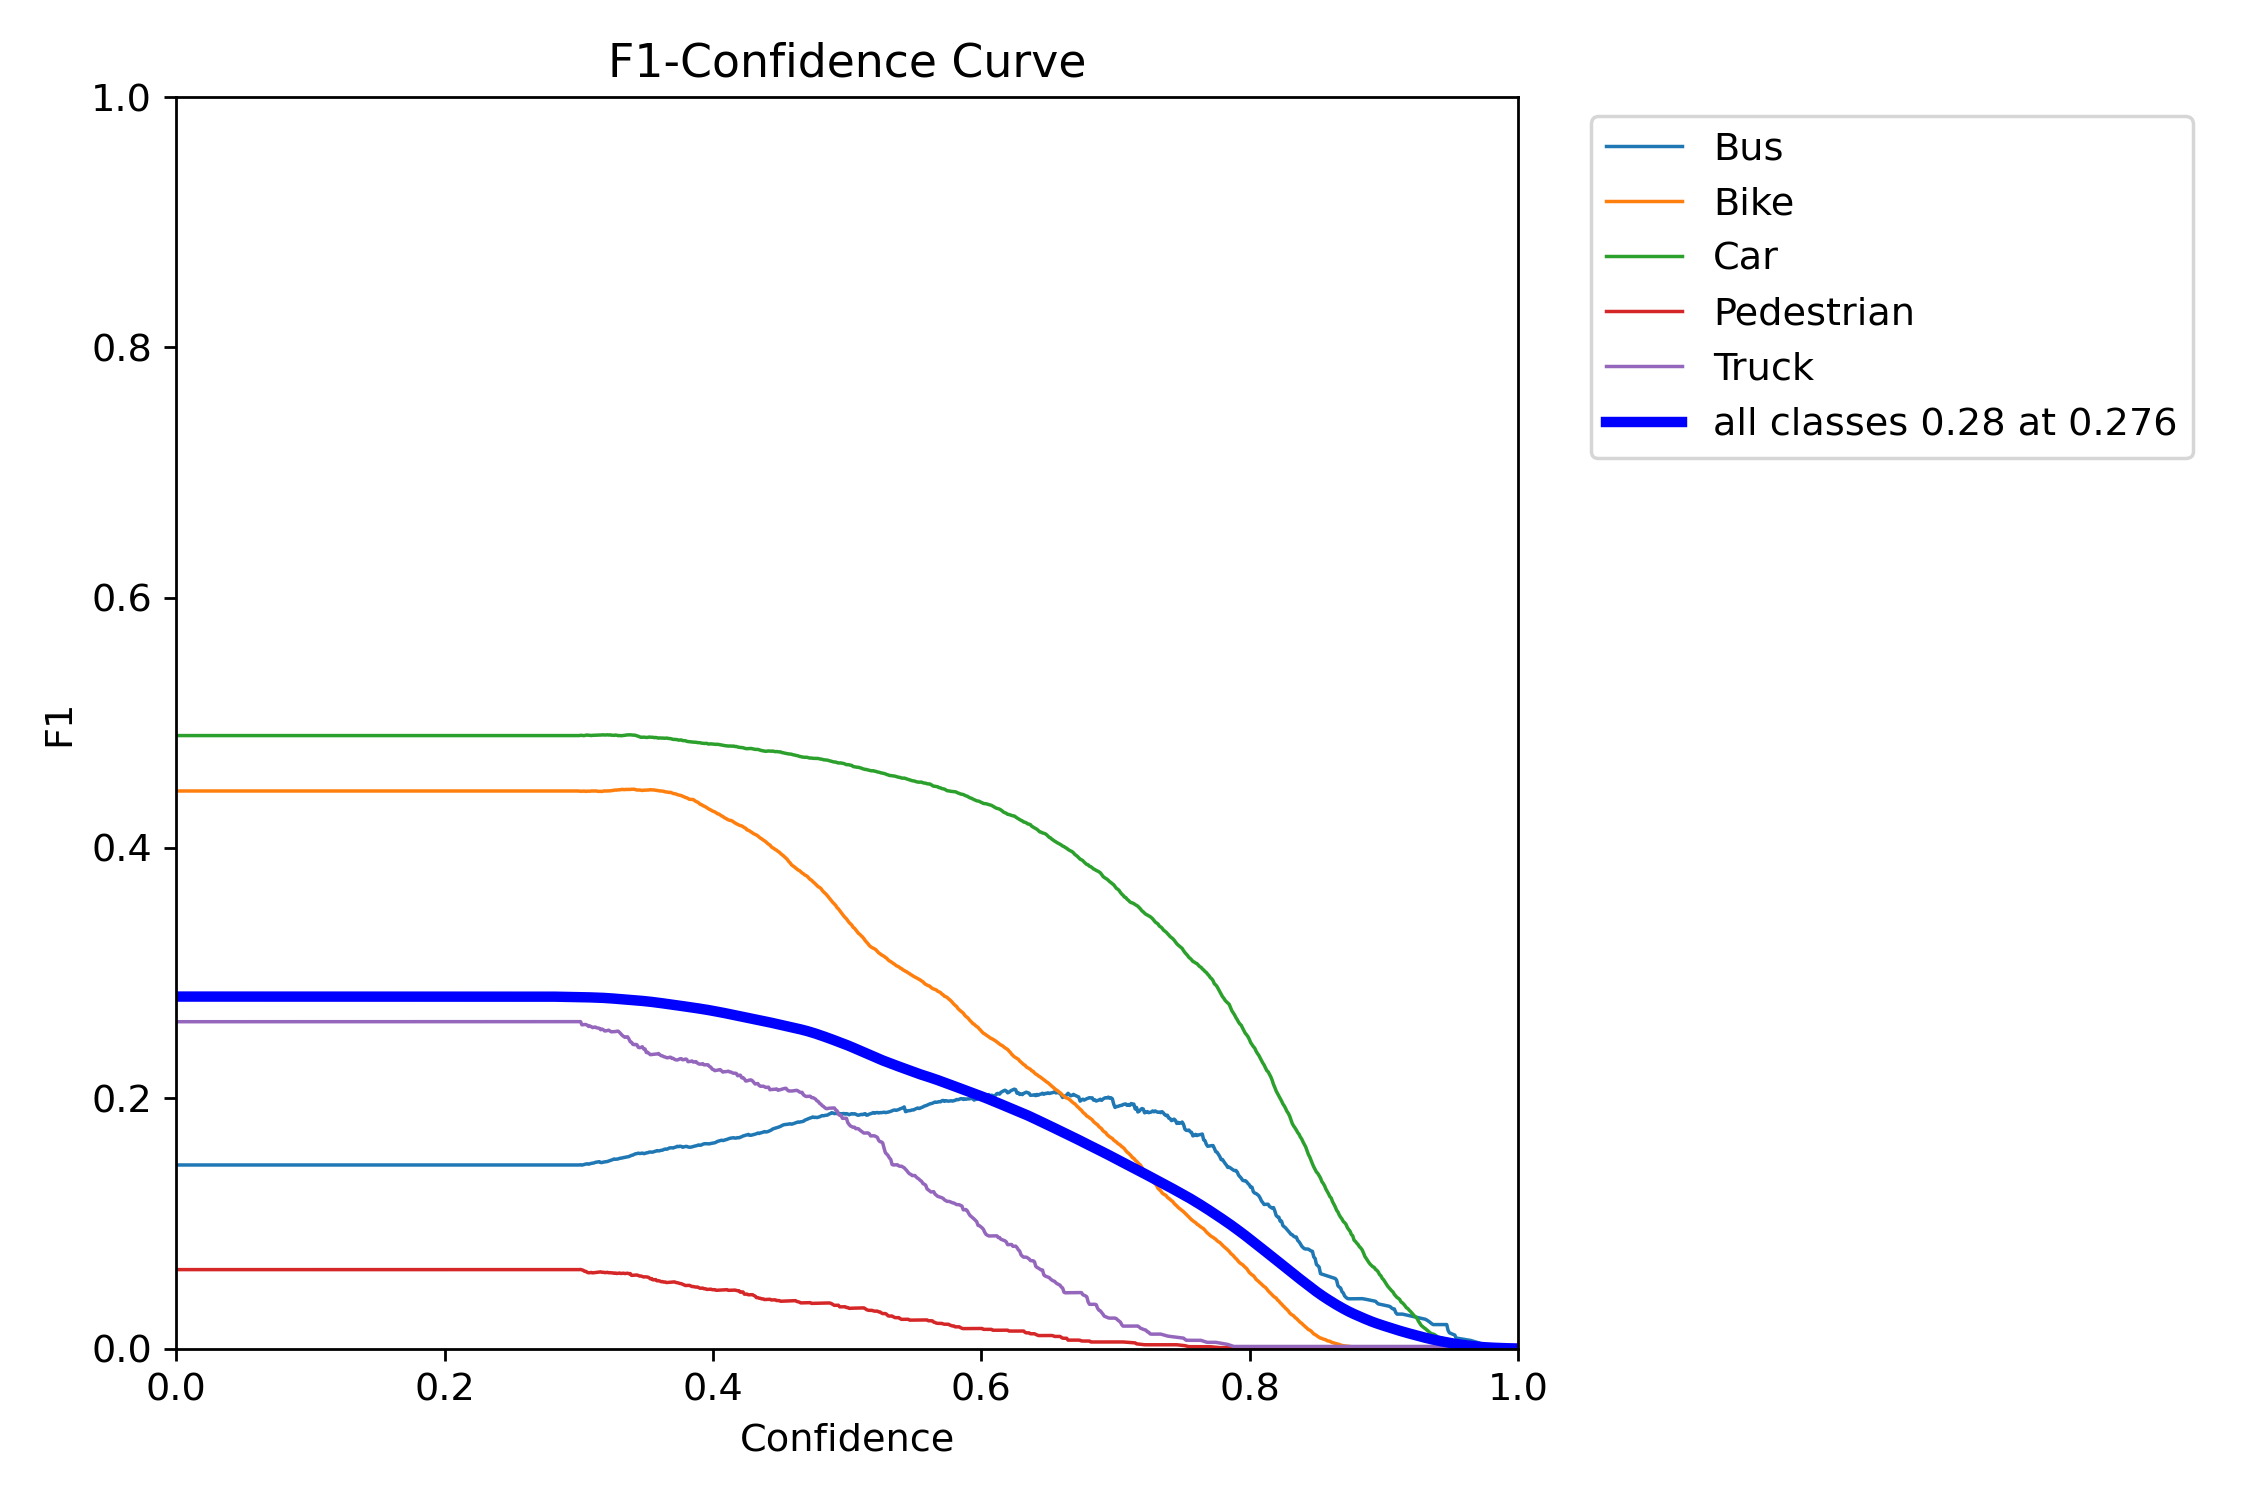 F1-Confidence Curve
1.0
0.8
0.6
0.4
0.2
0.0
F1
0.0 0.2 0.4 0.6 0.8 1.0
Confidence
Bus
Bike
Car
Pedestrian
Truck
all classes 0.28 at 0.276